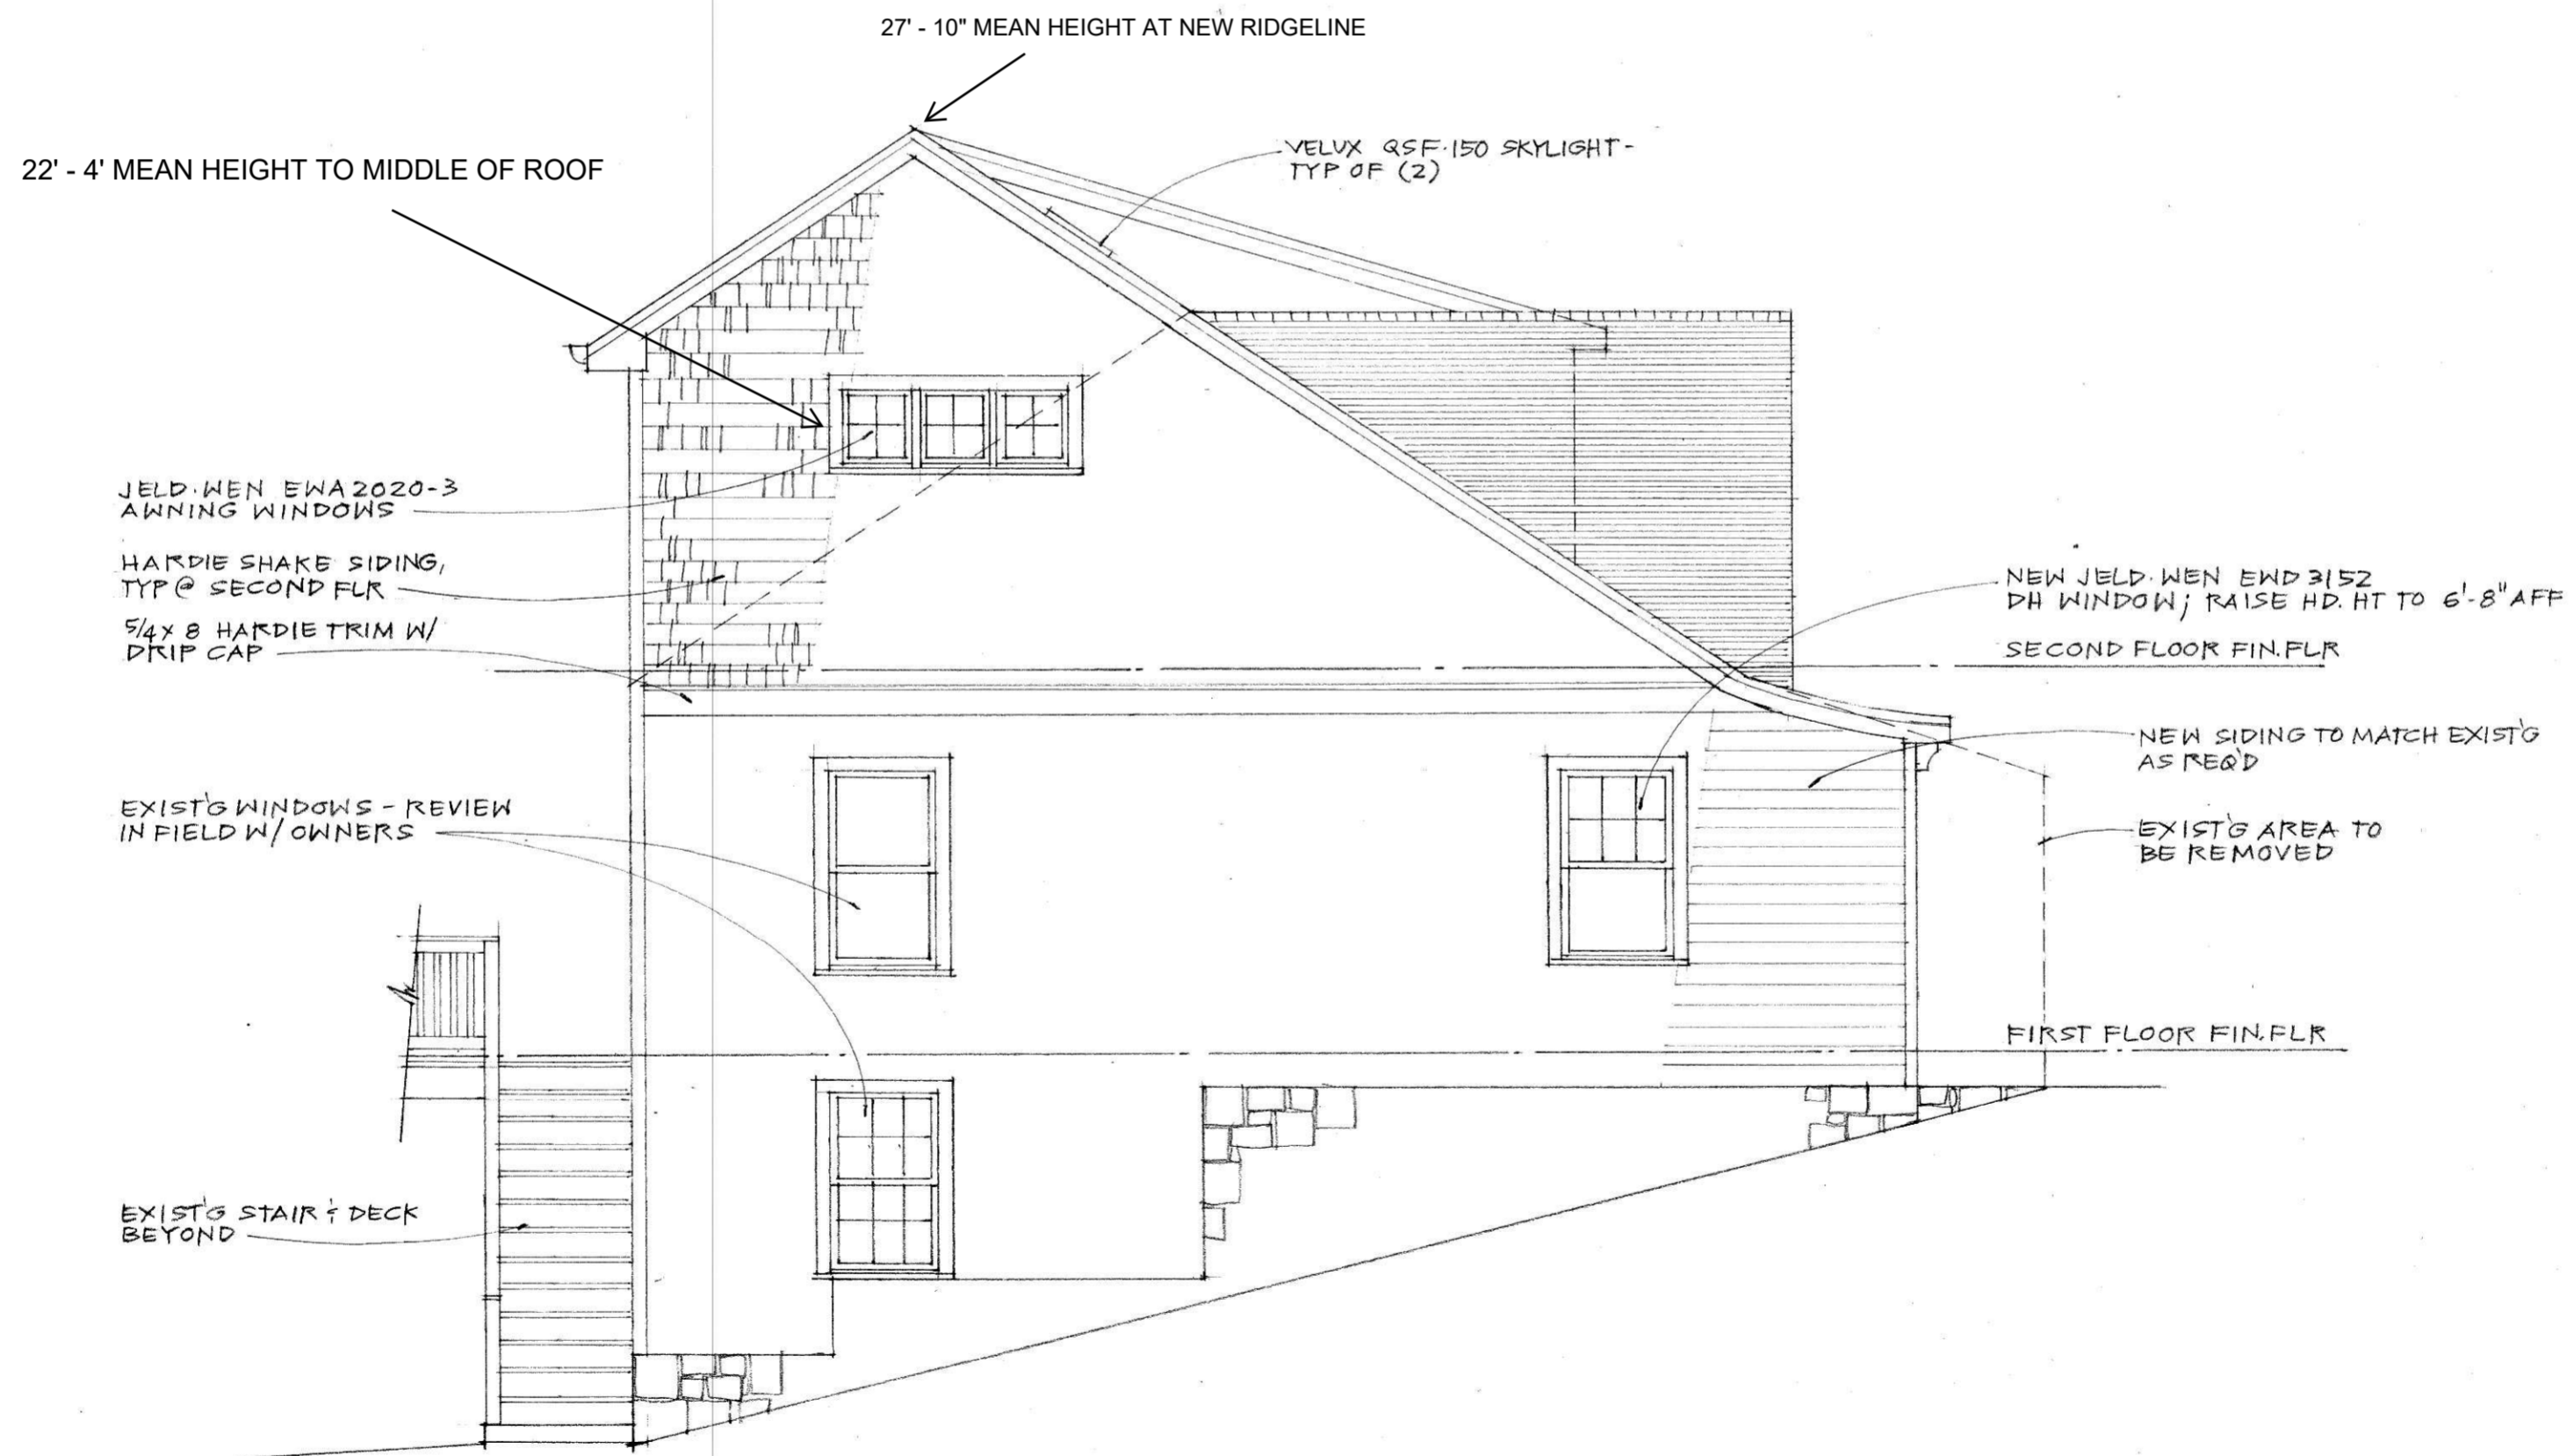 27' - 10" MEAN HEIGHT AT NEW RIDGELINE
22' - 4' MEAN HEIGHT TO MIDDLE OF ROOF
VELUX QSF·150 SKYLIGHT-
TYP OF (2)
JELD·WEN EWA2020-3
AWNING WINDOWS
HARDIE SHAKE SIDING,
TYP @ SECOND FLR
5/4 x 8 HARDIE TRIM W/
DRIP CAP
NEW JELD·WEN EWD 3152
DH WINDOW; RAISE HD. HT TO 6'-8" AFF
SECOND FLOOR FIN.FLR
NEW SIDING TO MATCH EXIST'G
AS REQ'D
EXIST'G WINDOWS - REVIEW
IN FIELD W/ OWNERS
EXIST'G AREA TO
BE REMOVED
FIRST FLOOR FIN.FLR
EXIST'G STAIR & DECK
BEYOND